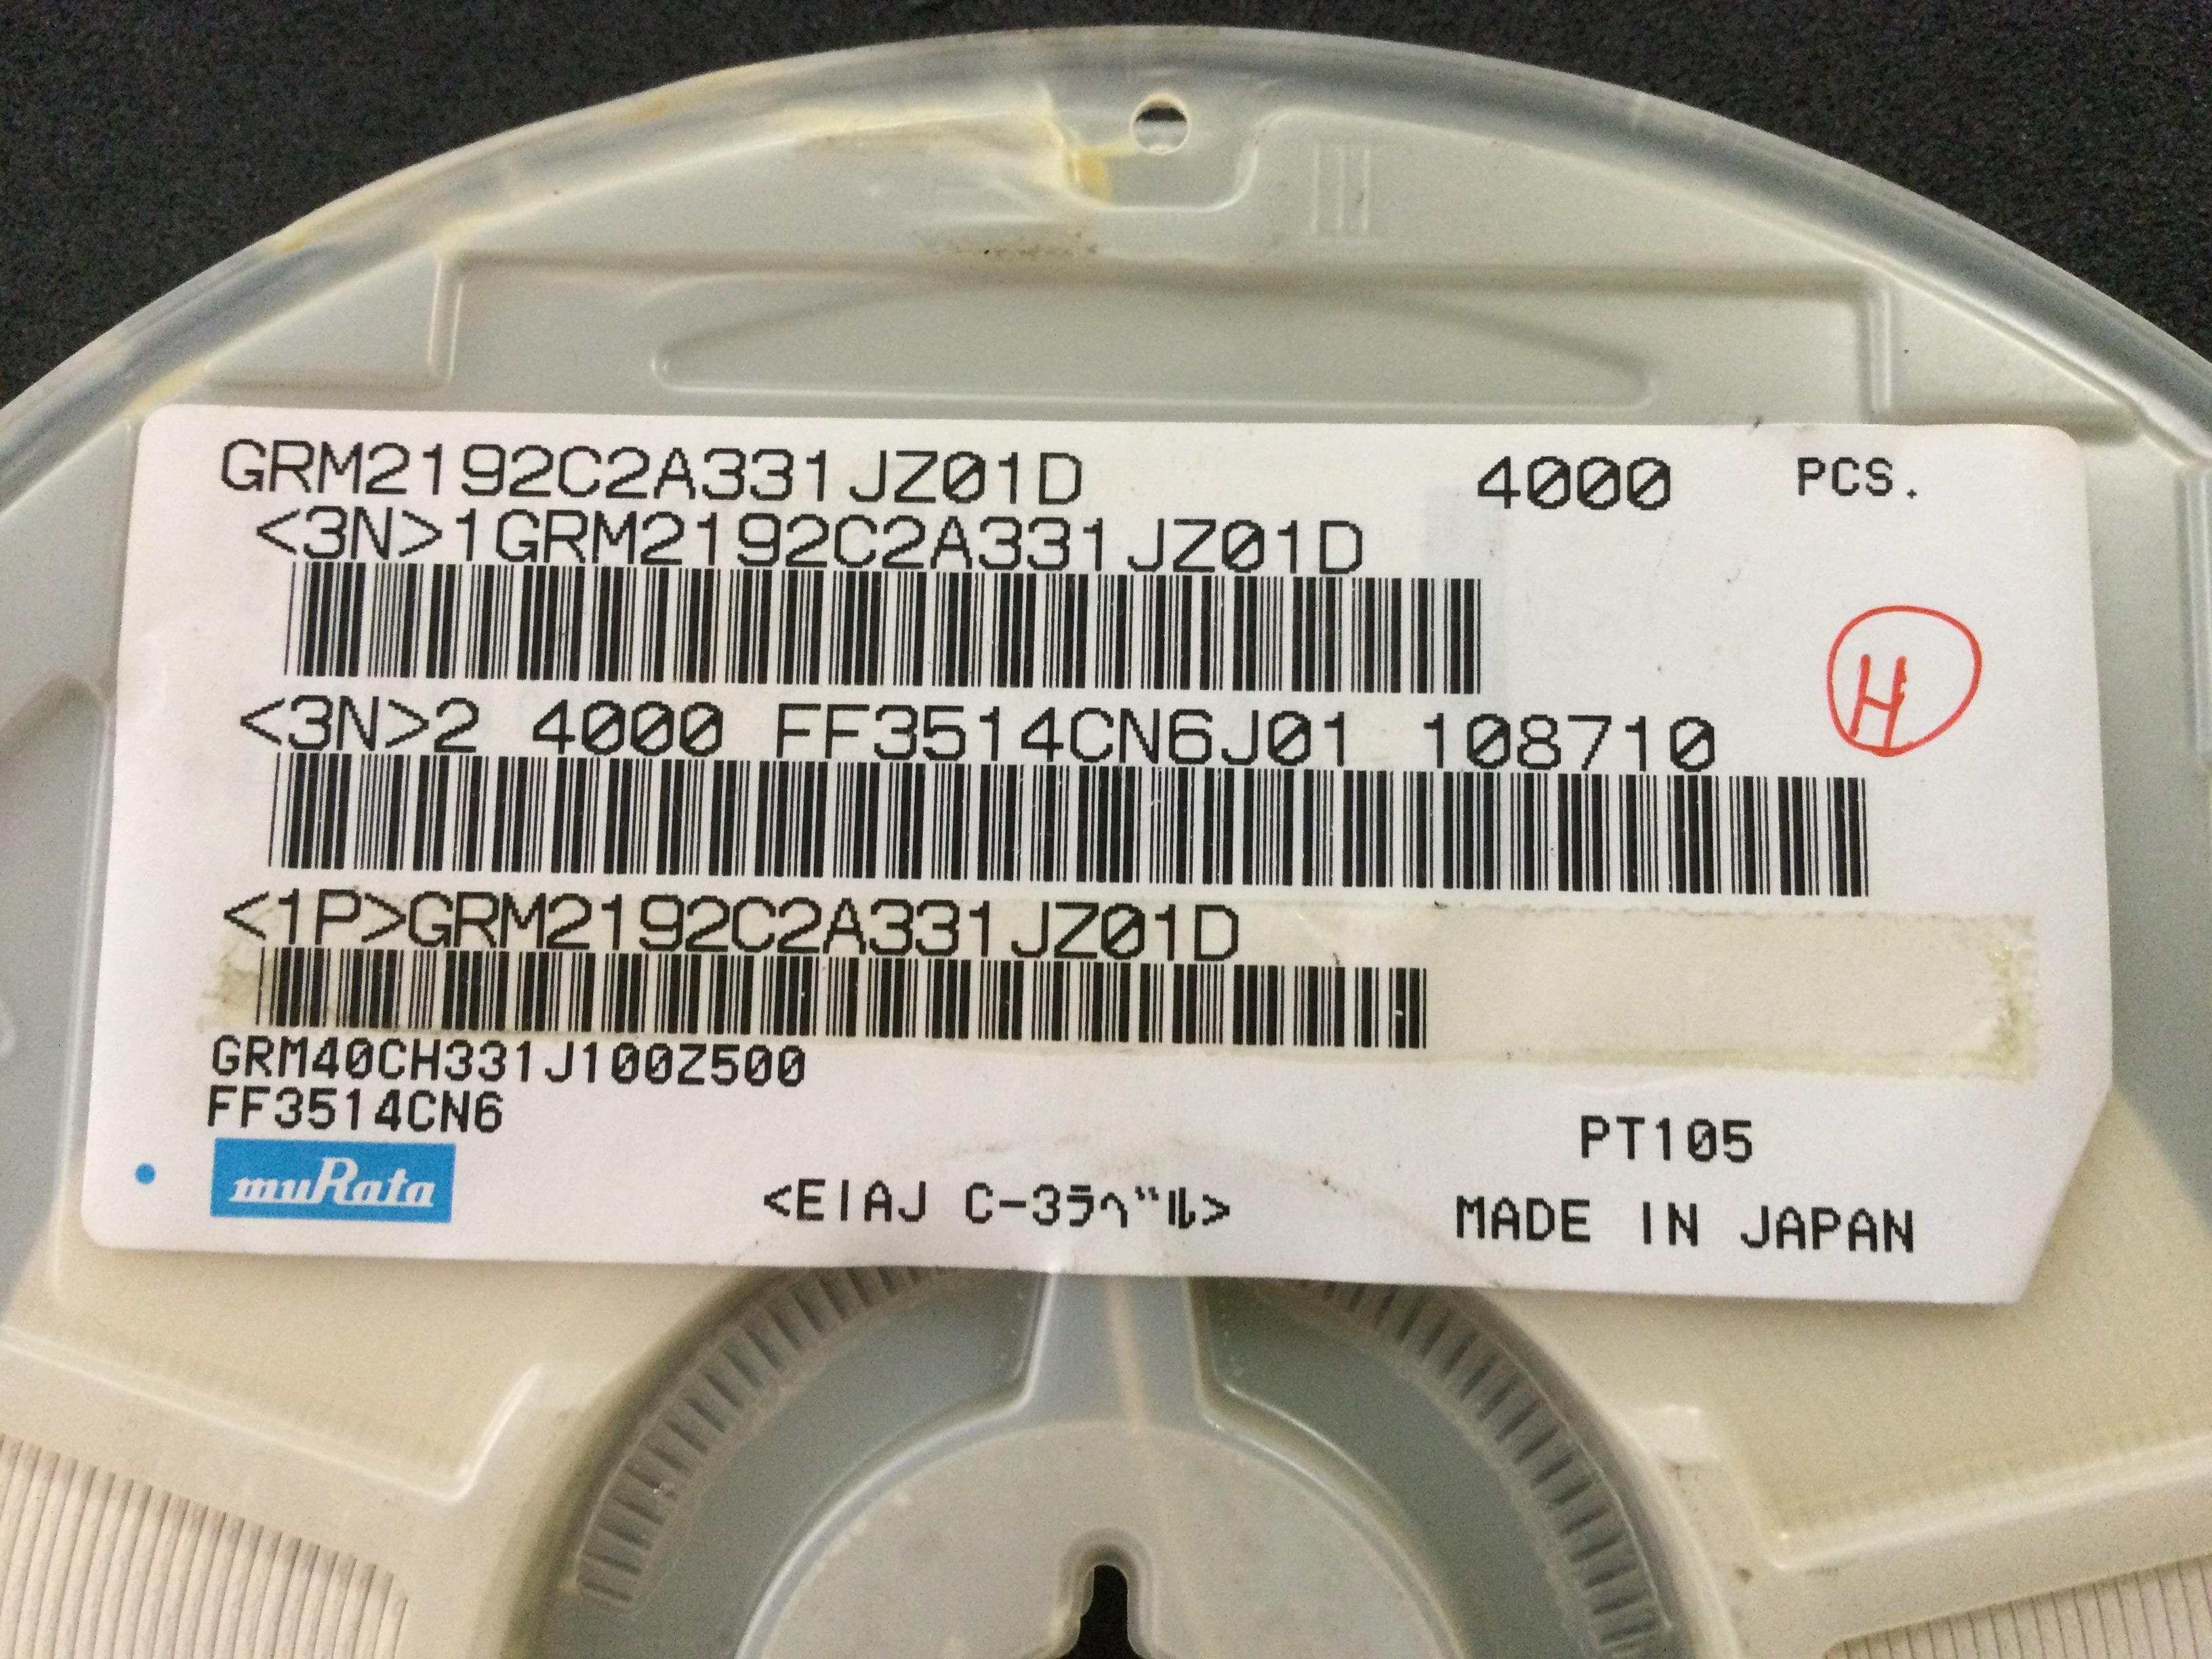 GRM2192C2A331JZ01D 4000 PCS.
<3N>1GRM2192C2A331JZ01D
H
<3N>2 4000 FF3514CN6J01 108710
<1P>GRM2192C2A331JZ01D
GRM40CH331J100Z500
FF3514CN6
PT105
muRata
<EIAJ C-3ラベル>
MADE IN JAPAN